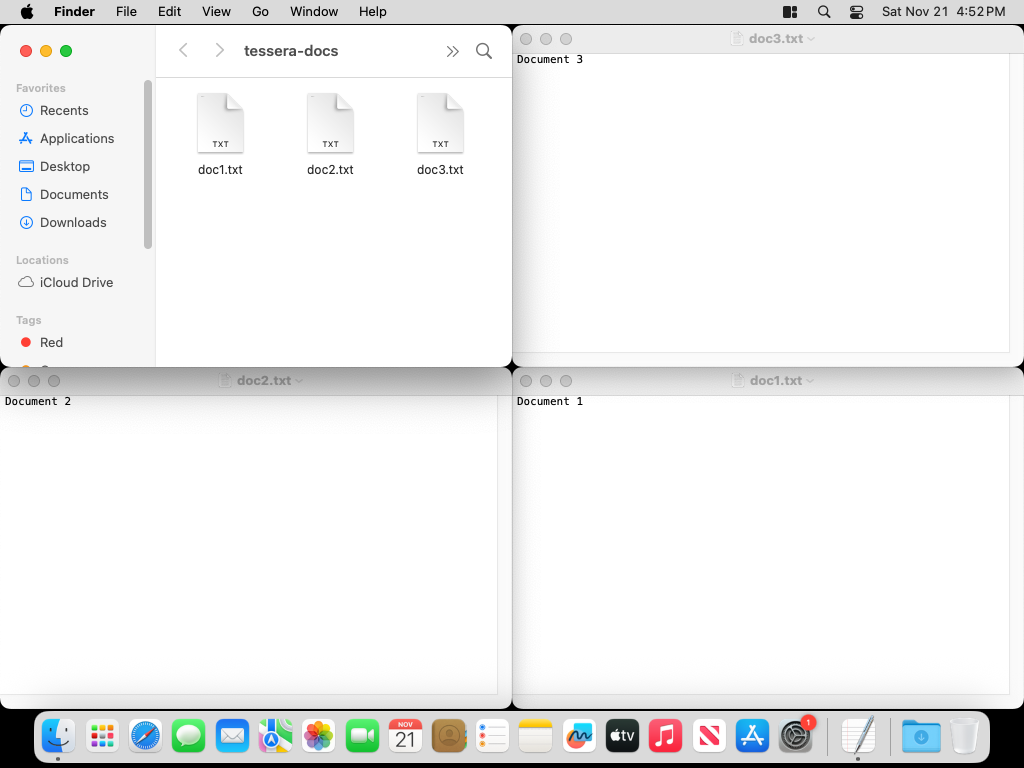 Finder File Edit View Go Window Help Sat Nov 21 4:52 PM
tessera-docs
Favorites
Recents
Applications
Desktop
Documents
Downloads
Locations
iCloud Drive
Tags
Red
TXT TXT TXT
doc1.txt doc2.txt doc3.txt
doc3.txt
Document 3
doc2.txt
Document 2
doc1.txt
Document 1
NOV
21
tv
1